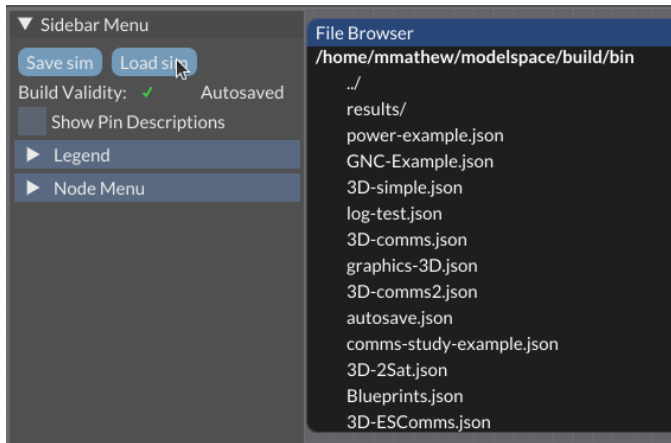 Sidebar Menu
Save sim Load sim
Build Validity: ✓ Autosaved
Show Pin Descriptions
Legend
Node Menu
File Browser
/home/mmathew/modelspace/build/bin
../
results/
power-example.json
GNC-Example.json
3D-simple.json
log-test.json
3D-comms.json
graphics-3D.json
3D-comms2.json
autosave.json
comms-study-example.json
3D-2Sat.json
Blueprints.json
3D-ESComms.json